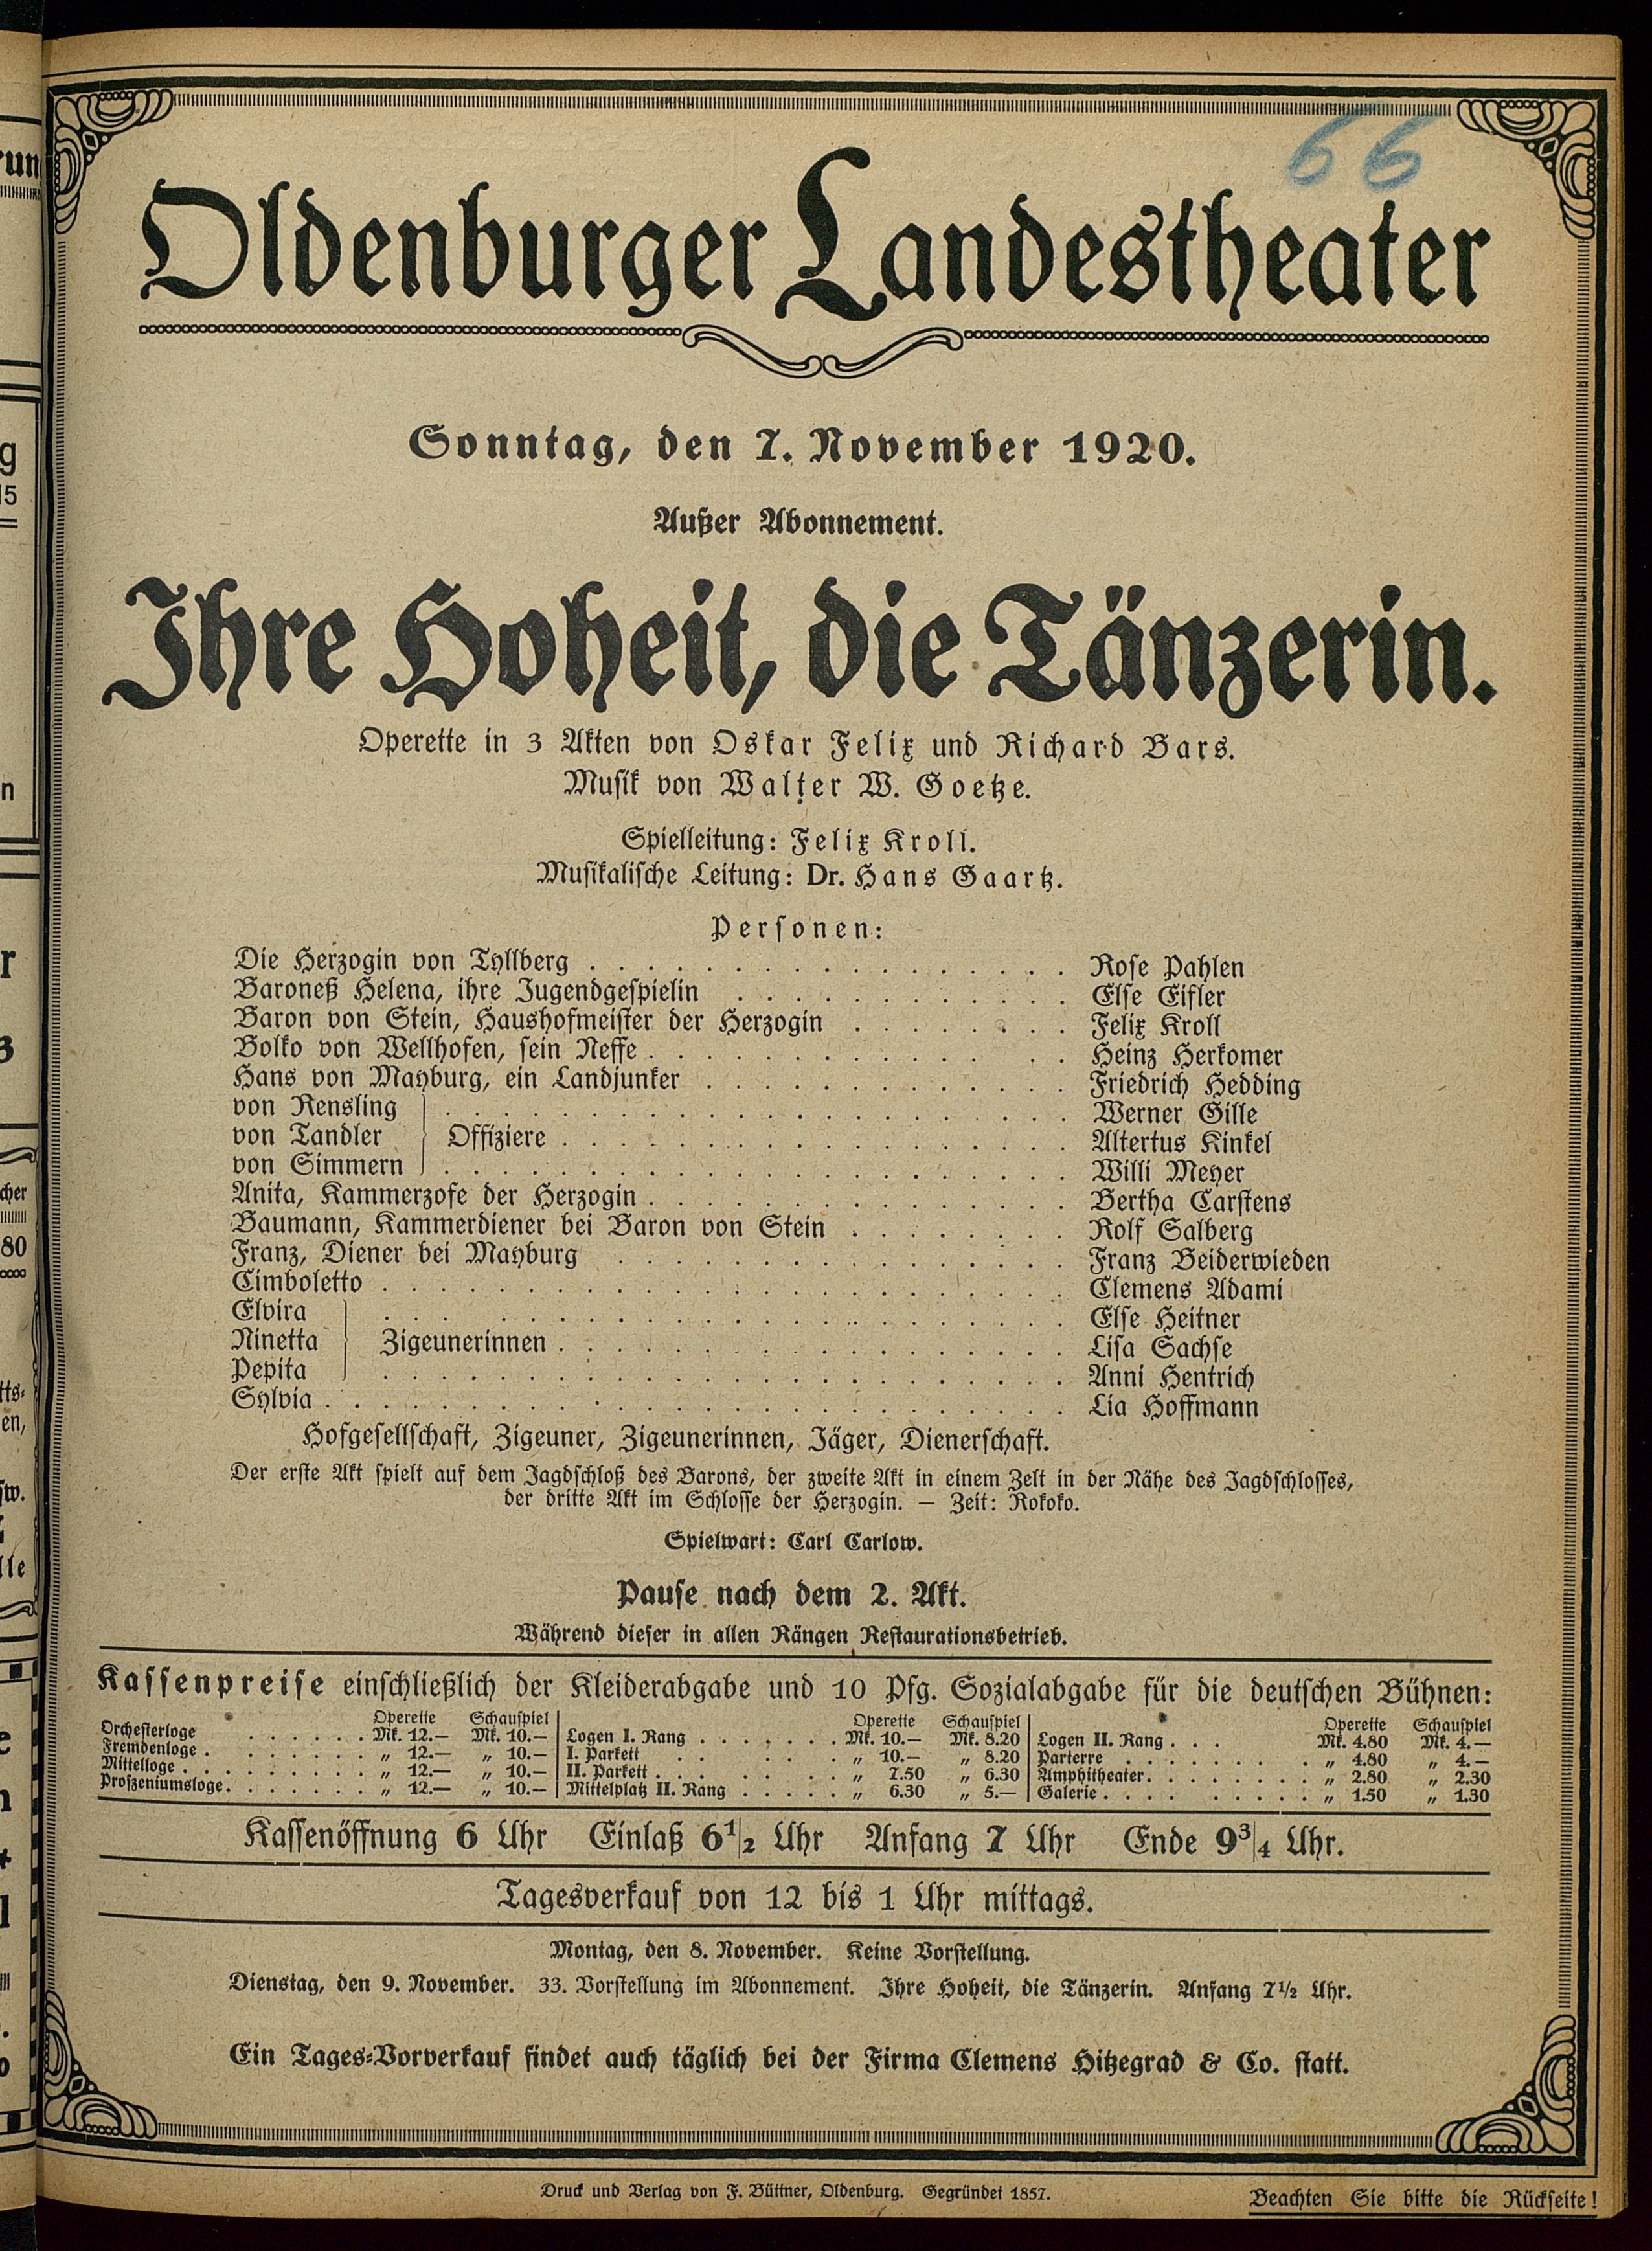 66
Oldenburger Landestheater
Sonntag, den 7. November 1920.
Außer Abonnement.
Ihre Hoheit, die Tänzerin.
Operette in 3 Akten von Oskar Felix und Richard Bars.
Musik von Walter W. Goetze.
Spielleitung: Felix Kroll.
Musikalische Leitung: Dr. Hans Gaartz.
Personen:
Die Herzogin von Tyllberg . . . . Rose Pahlen
Baroneß Helena, ihre Jugendgespielin . . . . Else Eifler
Baron von Stein, Haushofmeister der Herzogin . . . . Felix Kroll
Bolko von Wellhofen, sein Neffe . . . . Heinz Herkomer
Hans von Mayburg, ein Landjunker . . . . Friedrich Hedding
von Rensling . . . . Werner Gille
von Tandler } Offiziere . . . . Altertus Kinkel
von Simmern . . . . Willi Meyer
Anita, Kammerzofe der Herzogin . . . . Bertha Carstens
Baumann, Kammerdiener bei Baron von Stein . . . . Rolf Salberg
Franz, Diener bei Mayburg . . . . Franz Beiderwieden
Cimboletto . . . . Clemens Adami
Elvira . . . . Else Heitner
Ninetta } Zigeunerinnen . . . . Lisa Sachse
Pepita . . . . Anni Hentrich
Sylvia . . . . Lia Hoffmann
Hofgesellschaft, Zigeuner, Zigeunerinnen, Jäger, Dienerschaft.
Der erste Akt spielt auf dem Jagdschloß des Barons, der zweite Akt in einem Zelt in der Nähe des Jagdschlosses,
der dritte Akt im Schlosse der Herzogin. — Zeit: Rokoko.
Spielwart: Carl Carlow.
Pause nach dem 2. Akt.
Während dieser in allen Rängen Restaurationsbetrieb.
Kassenpreise einschließlich der Kleiderabgabe und 10 Pfg. Sozialabgabe für die deutschen Bühnen:
Operette Schauspiel
Orchesterloge . . . . Mk. 12.— Mk. 10.—
Fremdenloge . . . . „ 12.— „ 10.—
Mittelloge . . . . „ 12.— „ 10.—
Proszeniumsloge . . . . „ 12.— „ 10.—
Operette Schauspiel
Logen I. Rang . . . . Mk. 10.— Mk. 8.20
I. Parkett . . . . „ 10.— „ 8.20
II. Parkett . . . . „ 7.50 „ 6.30
Mittelplatz II. Rang . . . . „ 6.30 „ 5.—
Operette Schauspiel
Logen II. Rang . . . Mk. 4.80 Mk. 4.—
Parterre . . . . „ 4.80 „ 4.—
Amphitheater . . . . „ 2.80 „ 2.30
Galerie . . . . „ 1.50 „ 1.30
Kassenöffnung 6 Uhr Einlaß 6 1/2 Uhr Anfang 7 Uhr Ende 9 3/4 Uhr.
Tagesverkauf von 12 bis 1 Uhr mittags.
Montag, den 8. November. Keine Vorstellung.
Dienstag, den 9. November. 33. Vorstellung im Abonnement. Ihre Hoheit, die Tänzerin. Anfang 7½ Uhr.
Ein Tages-Vorverkauf findet auch täglich bei der Firma Clemens Hitzegrad & Co. statt.
Druck und Verlag von F. Büttner, Oldenburg. Gegründet 1857.
Beachten Sie bitte die Rückseite!